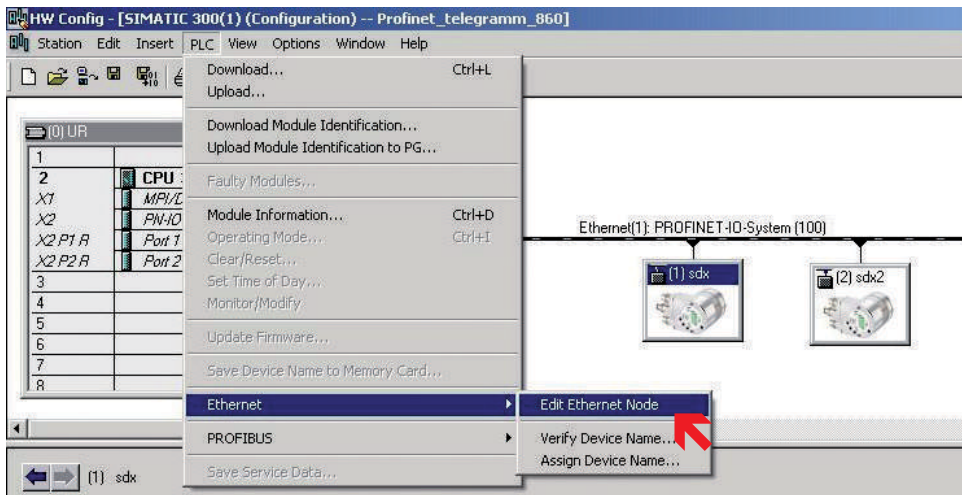 HW Config - [SIMATIC 300(1) (Configuration) -- Profinet_telegramm_860]
Station Edit Insert PLC View Options Window Help
Download... Ctrl+L
Upload...
Download Module Identification...
Upload Module Identification to PG...
Faulty Modules...
Module Information... Ctrl+D
Operating Mode... Ctrl+I
Clear/Reset...
Set Time of Day...
Monitor/Modify
Update Firmware...
Save Device Name to Memory Card...
Ethernet
PROFIBUS
Save Service Data...
Edit Ethernet Node
Verify Device Name...
Assign Device Name...
(0) UR
1
2 CPU
X1 MPI/D
X2 PN-IO
X2 P1 R Port 1
X2 P2 R Port 2
3
4
5
6
7
8
Ethernet(1): PROFINET-IO-System (100)
(1) sdx
(2) sdx2
(1) sdx